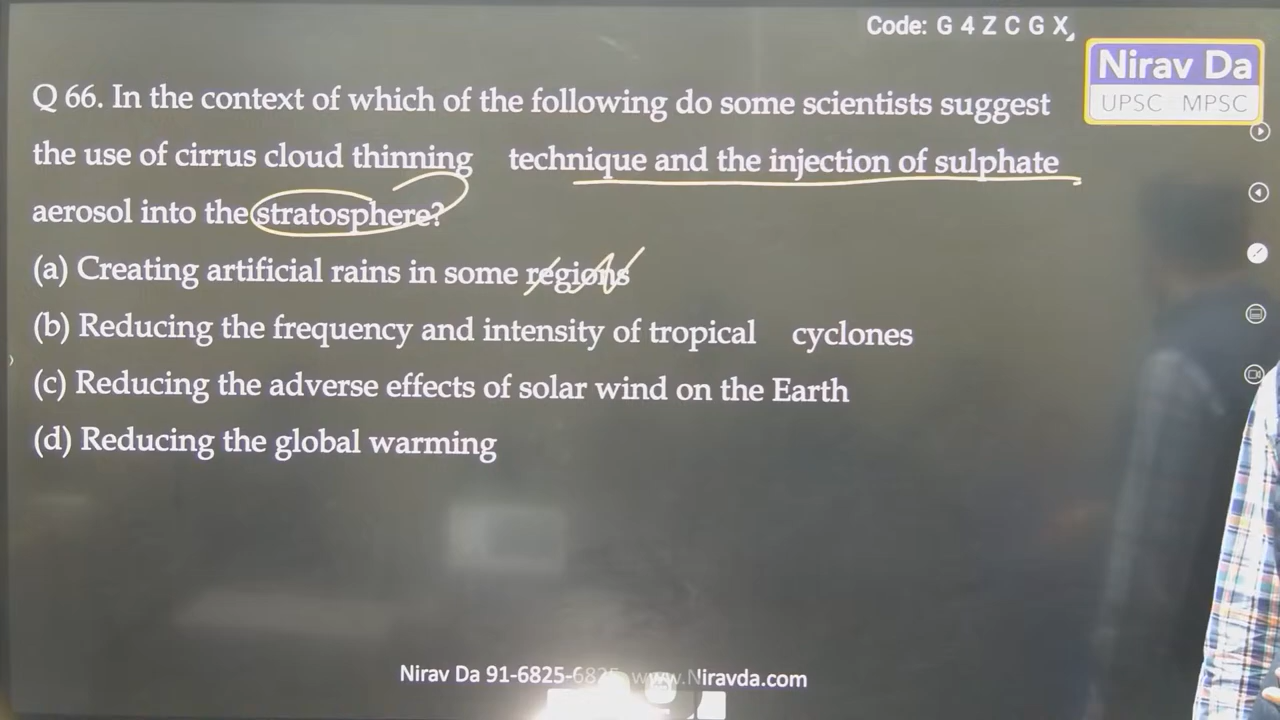 Code: G 4 Z C G X
Nirav Da
UPSC MPSC
Q 66. In the context of which of the following do some scientists suggest
the use of cirrus cloud thinning technique and the injection of sulphate
aerosol into the stratosphere?
(a) Creating artificial rains in some regions
(b) Reducing the frequency and intensity of tropical cyclones
(c) Reducing the adverse effects of solar wind on the Earth
(d) Reducing the global warming
Nirav Da 91-6825-6825 www.Niravda.com